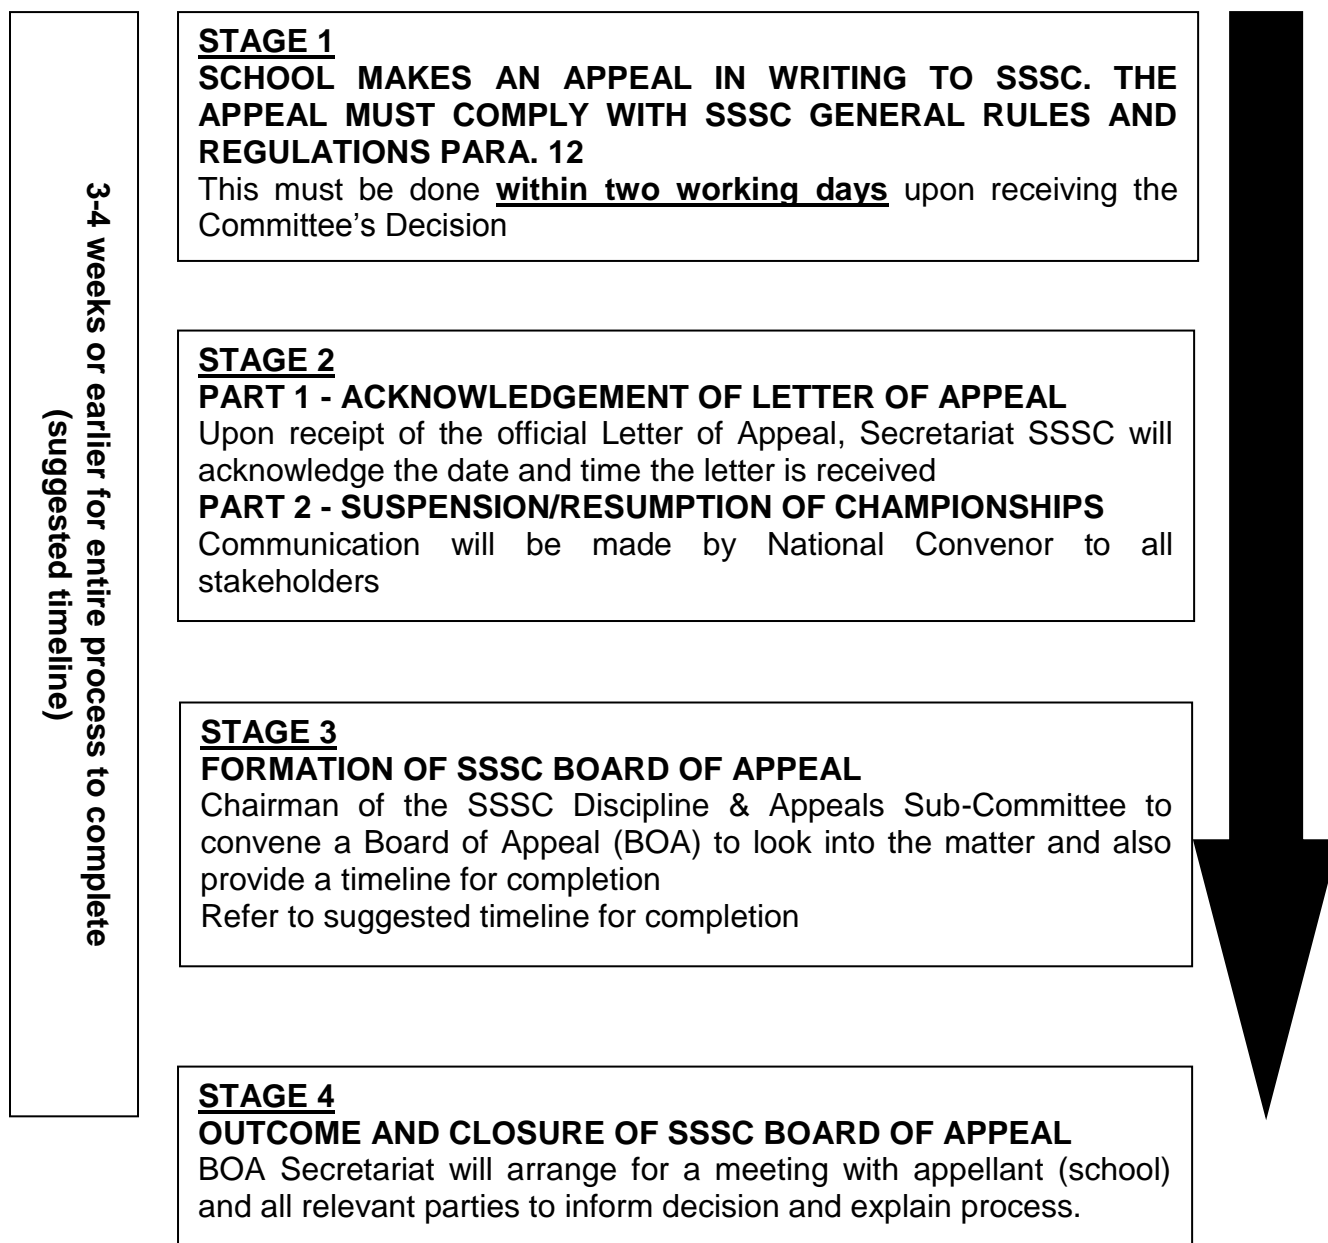 3-4 weeks or earlier for entire process to complete
(suggested timeline)
STAGE 1
SCHOOL MAKES AN APPEAL IN WRITING TO SSSC. THE
APPEAL MUST COMPLY WITH SSSC GENERAL RULES AND
REGULATIONS PARA. 12
This must be done within two working days upon receiving the
Committee’s Decision
STAGE 2
PART 1 - ACKNOWLEDGEMENT OF LETTER OF APPEAL
Upon receipt of the official Letter of Appeal, Secretariat SSSC will
acknowledge the date and time the letter is received
PART 2 - SUSPENSION/RESUMPTION OF CHAMPIONSHIPS
Communication will be made by National Convenor to all
stakeholders
STAGE 3
FORMATION OF SSSC BOARD OF APPEAL
Chairman of the SSSC Discipline & Appeals Sub-Committee to
convene a Board of Appeal (BOA) to look into the matter and also
provide a timeline for completion
Refer to suggested timeline for completion
STAGE 4
OUTCOME AND CLOSURE OF SSSC BOARD OF APPEAL
BOA Secretariat will arrange for a meeting with appellant (school)
and all relevant parties to inform decision and explain process.